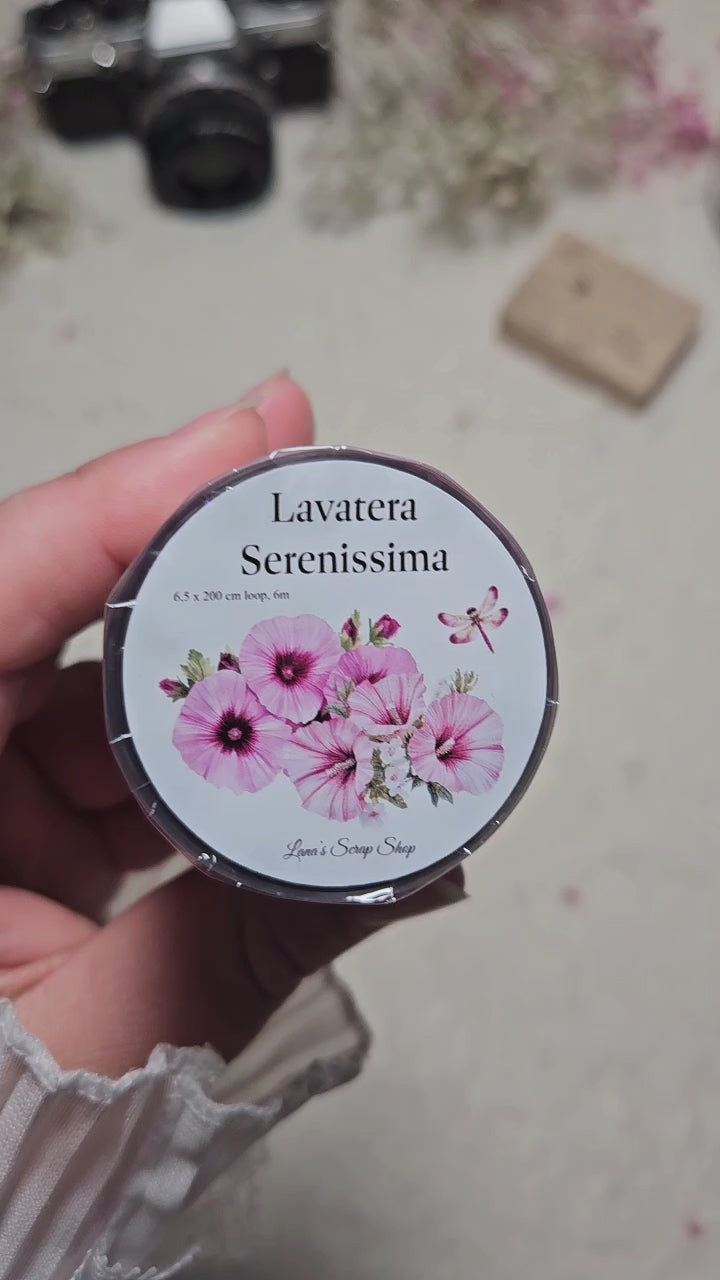 Lavatera
Serenissima
6.5 x 200 cm loop, 6m
Lana's Scrap Shop